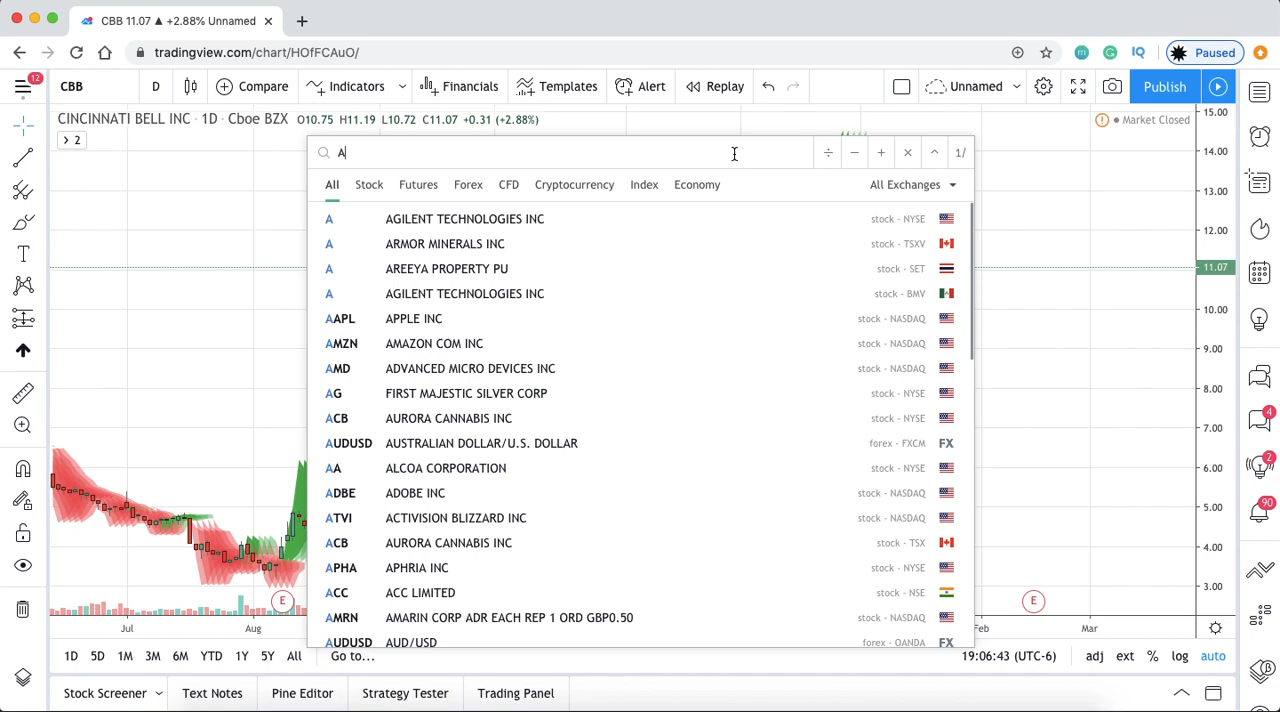 CBB 11.07 ▲ +2.88% Unnamed
tradingview.com/chart/HOfFCAuO/
IQ
Paused
12
CBB D Compare Indicators Financials Templates Alert Replay Unnamed Publish
CINCINNATI BELL INC · 1D · Cboe BZX O10.75 H11.19 L10.72 C11.07 +0.31 (+2.88%)
Market Closed
2
A
1/
All Stock Futures Forex CFD Cryptocurrency Index Economy All Exchanges
A AGILENT TECHNOLOGIES INC stock - NYSE
A ARMOR MINERALS INC stock - TSXV
A AREEYA PROPERTY PU stock - SET
A AGILENT TECHNOLOGIES INC stock - BMV
AAPL APPLE INC stock - NASDAQ
AMZN AMAZON COM INC stock - NASDAQ
AMD ADVANCED MICRO DEVICES INC stock - NASDAQ
AG FIRST MAJESTIC SILVER CORP stock - NYSE
ACB AURORA CANNABIS INC stock - NYSE
AUDUSD AUSTRALIAN DOLLAR/U.S. DOLLAR forex - FXCM FX
AA ALCOA CORPORATION stock - NYSE
ADBE ADOBE INC stock - NASDAQ
ATVI ACTIVISION BLIZZARD INC stock - NASDAQ
ACB AURORA CANNABIS INC stock - TSX
APHA APHRIA INC stock - NYSE
ACC ACC LIMITED stock - NSE
AMRN AMARIN CORP ADR EACH REP 1 ORD GBP0.50 stock - NASDAQ
AUDUSD AUD/USD forex - OANDA FX
15.00
14.00
13.00
12.00
11.07
10.00
9.00
8.00
7.00
6.00
5.00
4.00
3.00
4
2
90
E
E
Jul Aug Feb Mar
1D 5D 1M 3M 6M YTD 1Y 5Y All Go to... 19:06:43 (UTC-6) adj ext % log auto
Stock Screener Text Notes Pine Editor Strategy Tester Trading Panel